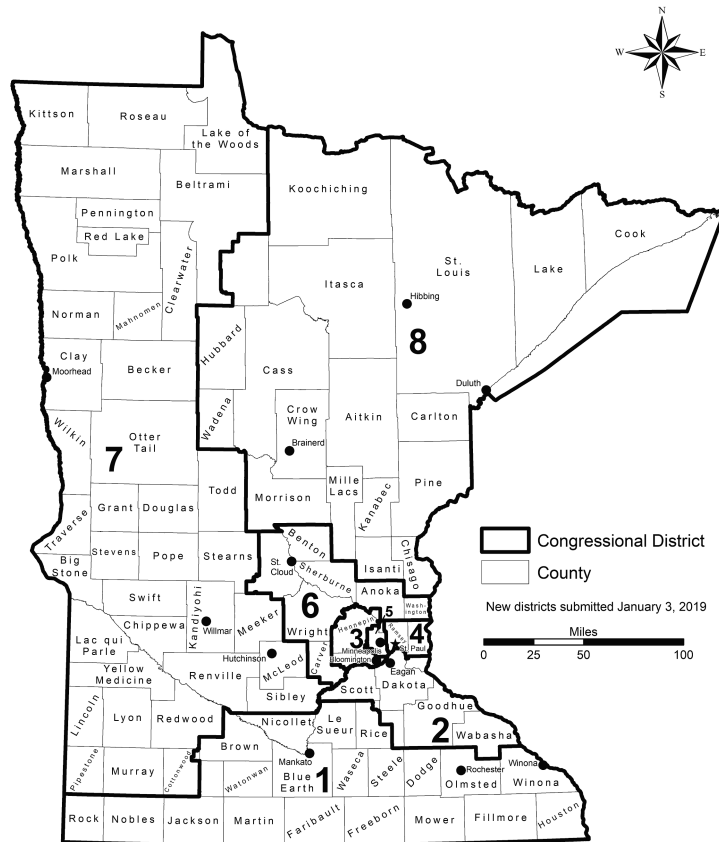 N
W
E
S
Kittson
Roseau
Lake of
the Woods
Marshall
Beltrami
Koochiching
Pennington
Red Lake
Polk
Clearwater
Itasca
St.
Louis
Lake
Cook
Hibbing
Norman
Mahnomen
Hubbard
8
Clay
Moorhead
Becker
Cass
Duluth
Wadena
Crow
Wing
Aitkin
Carlton
Wilkin
Otter
Tail
7
Brainerd
Mille
Lacs
Pine
Todd
Morrison
Kanabec
Traverse
Grant
Douglas
Chisago
Benton
Big
Stone
Stevens
Pope
Stearns
St.
Cloud
Sherburne
Isanti
Congressional District
County
New districts submitted January 3, 2019
Miles
0
25
50
100
Anoka
Wash-
ington
Swift
Kandiyohi
Meeker
6
Wright
Hennepin
5
Ramsey
3
4
Chippewa
Willmar
Minneapolis
St.
Paul
Lac qui
Parle
Hutchinson
McLeod
Carver
Bloomington
Eagan
Yellow
Medicine
Renville
Sibley
Scott
Dakota
Goodhue
Lincoln
Lyon
Redwood
Nicollet
Le
Sueur
Rice
2
Wabasha
Brown
Mankato
Pipestone
Murray
Cottonwood
Watonwan
Blue
Earth
1
Waseca
Steele
Dodge
Rochester
Olmsted
Winona
Winona
Rock
Nobles
Jackson
Martin
Faribault
Freeborn
Mower
Fillmore
Houston